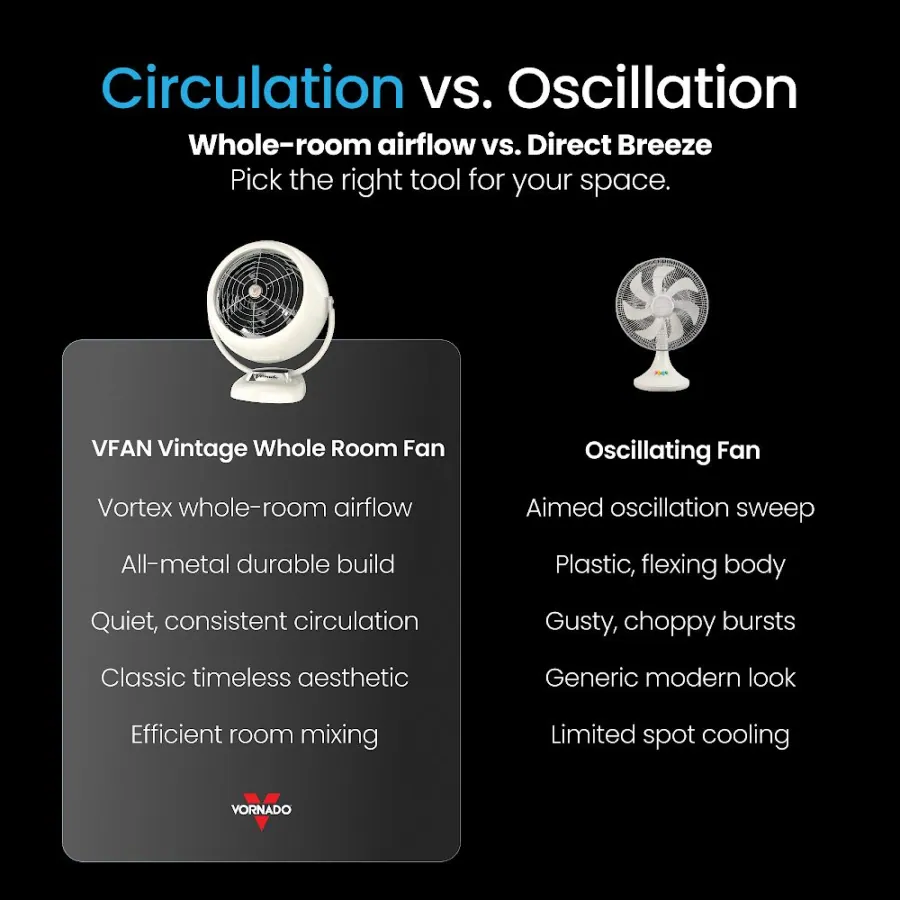 Circulation vs. Oscillation
Whole-room airflow vs. Direct Breeze
Pick the right tool for your space.
VFAN Vintage Whole Room Fan
Vortex whole-room airflow
All-metal durable build
Quiet, consistent circulation
Classic timeless aesthetic
Efficient room mixing
VORNADO
Oscillating Fan
Aimed oscillation sweep
Plastic, flexing body
Gusty, choppy bursts
Generic modern look
Limited spot cooling